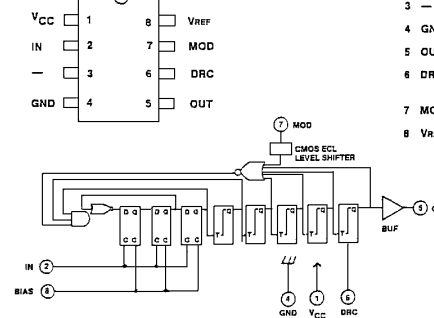 VCC 1 8 VREF
IN 2 7 MOD
— 3 6 DRC
GND 4 5 OUT
3 —
4 GN
5 OU
6 DR
7 MO
8 VR
7 MOD
CMOS ECL
LEVEL SHIFTER
D Q D Q D Q Q Q Q Q Q
C C C C C C T T T T T
BUF
5
IN 2
BIAS 8
4 1 6
GND VCC DRC